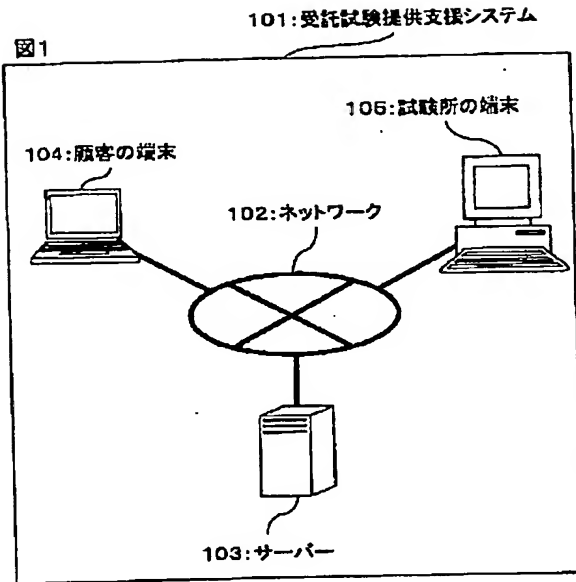 101:受託試験提供支援システム
図1
105:試験所の端末
104:顧客の端末
102:ネットワーク
103:サーバー